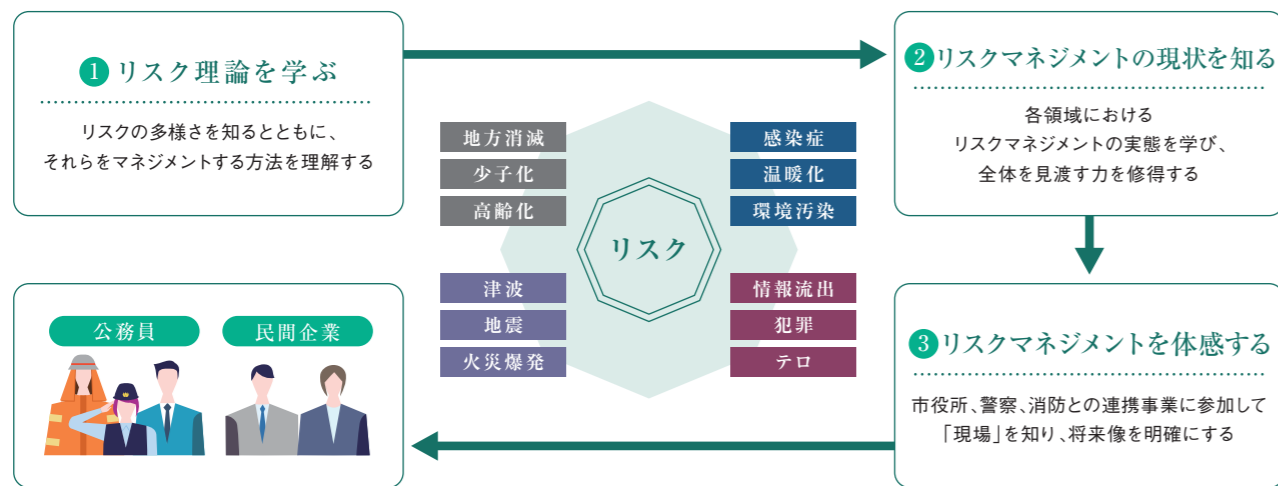 1 リスク理論を学ぶ
リスクの多様さを知るとともに、
それらをマネジメントする方法を理解する
2 リスクマネジメントの現状を知る
各領域における
リスクマネジメントの実態を学び、
全体を見渡す力を修得する
地方消滅
少子化
高齢化
感染症
温暖化
環境汚染
リスク
津波
地震
火災爆発
情報流出
犯罪
テロ
3 リスクマネジメントを体感する
市役所、警察、消防との連携事業に参加して
「現場」を知り、将来像を明確にする
公務員
民間企業